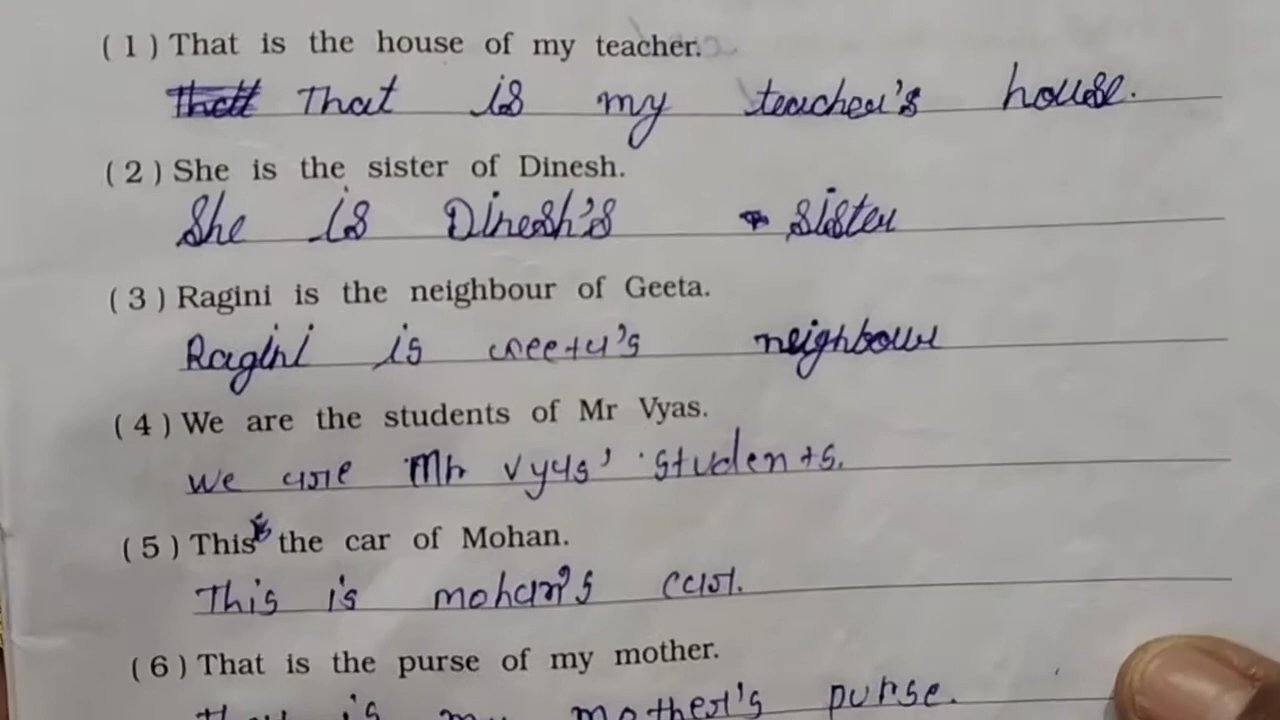 ( 1 ) That is the house of my teacher.
That is my teacher's house.
( 2 ) She is the sister of Dinesh.
She is Dinesh's sister
( 3 ) Ragini is the neighbour of Geeta.
Ragini is Geeta's neighbour
( 4 ) We are the students of Mr Vyas.
We are Mr Vyas' students.
( 5 ) This is the car of Mohan.
This is mohan's car.
( 6 ) That is the purse of my mother.
is my mother's purse.